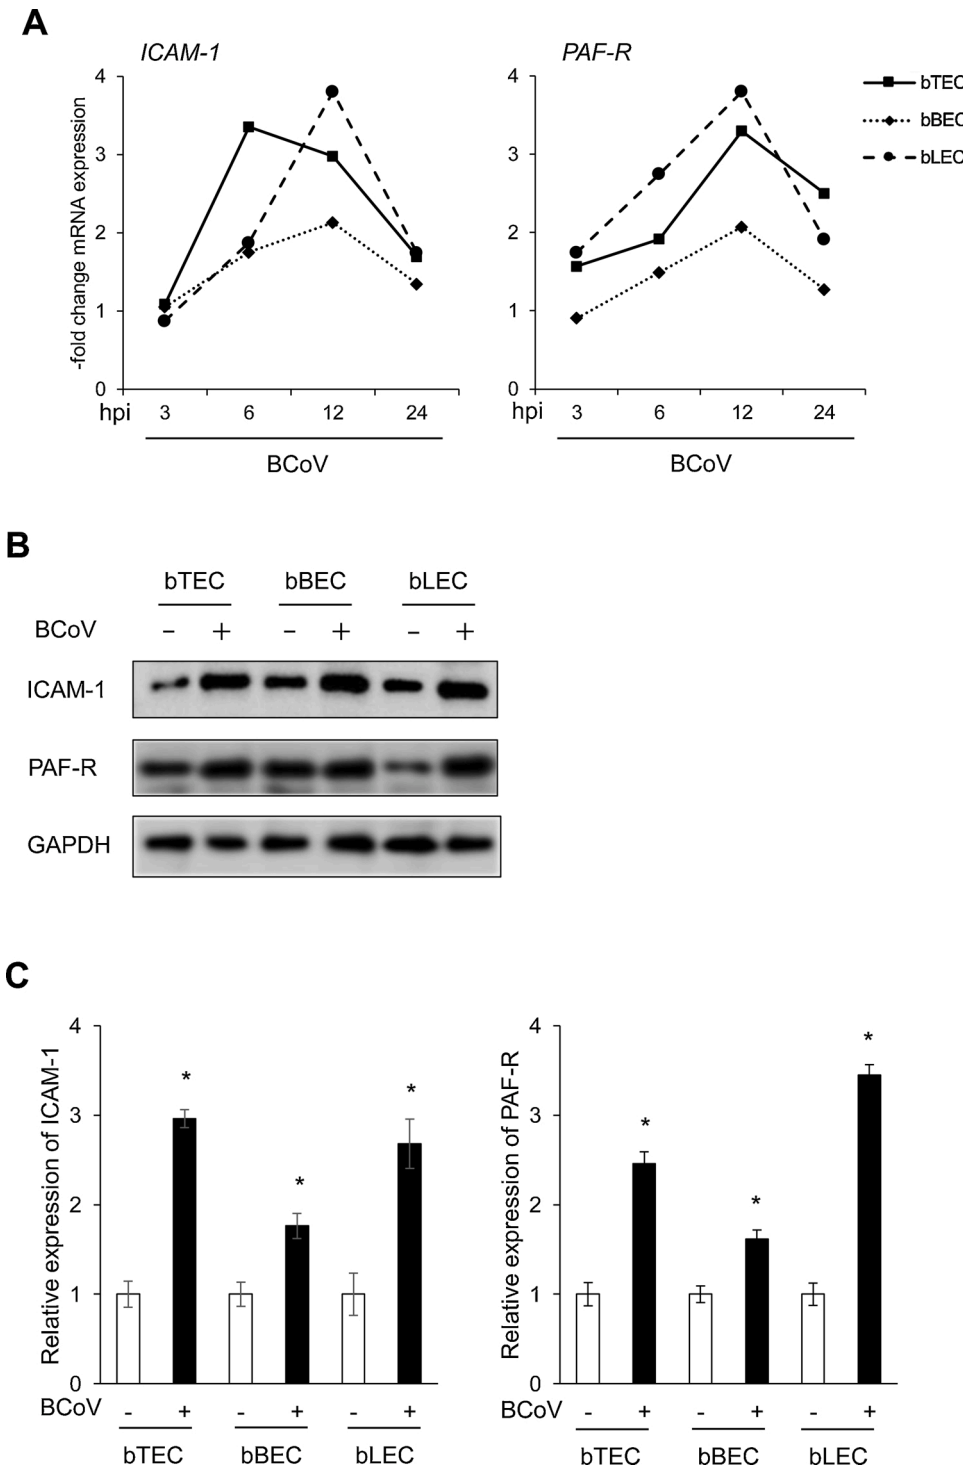 A
ICAM-1
PAF-R
-fold change mRNA expression
4
3
2
1
0
hpi 3 6 12 24
BCoV
4
3
2
1
0
hpi 3 6 12 24
BCoV
bTEC
bBEC
bLEC
B
bTEC bBEC bLEC
BCoV - + - + - +
ICAM-1
PAF-R
GAPDH
C
Relative expression of ICAM-1
4
3
2
1
0
* * *
BCoV - + - + - +
bTEC bBEC bLEC
Relative expression of PAF-R
4
3
2
1
0
* * *
BCoV - + - + - +
bTEC bBEC bLEC